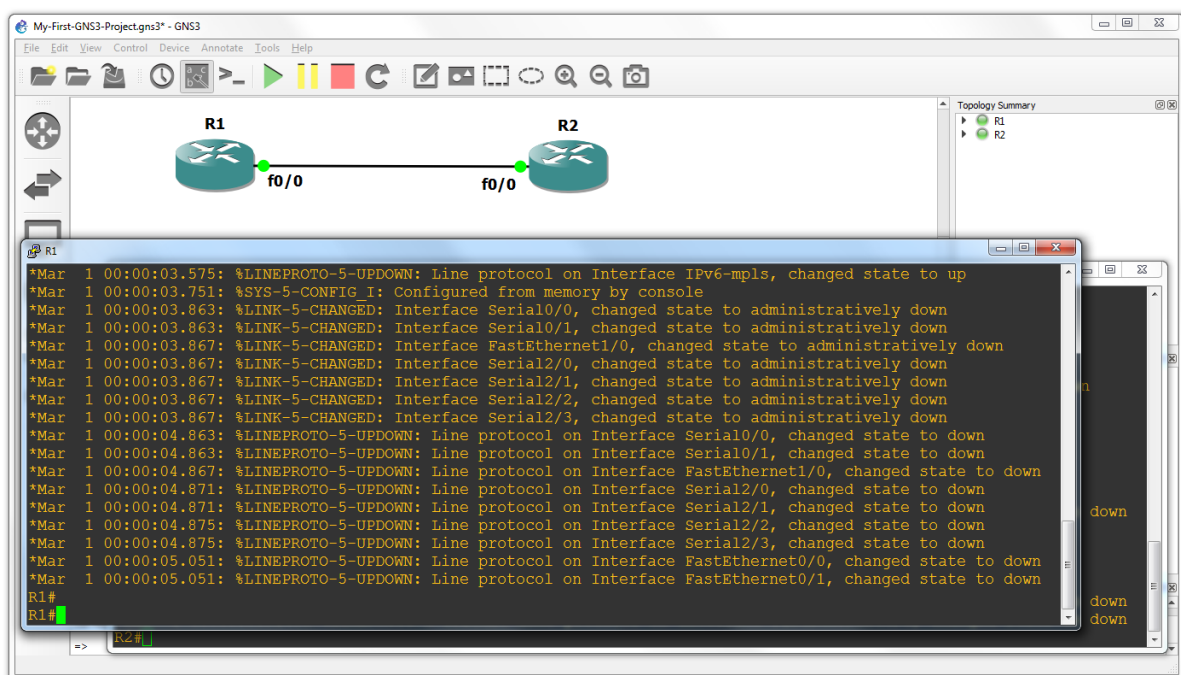 My-First-GNS3-Project.gns3* - GNS3
File Edit View Control Device Annotate Tools Help
R1
R2
f0/0
f0/0
Topology Summary
R1
R2
R1
*Mar  1 00:00:03.575: %LINEPROTO-5-UPDOWN: Line protocol on Interface IPv6-mpls, changed state to up
*Mar  1 00:00:03.751: %SYS-5-CONFIG_I: Configured from memory by console
*Mar  1 00:00:03.863: %LINK-5-CHANGED: Interface Serial0/0, changed state to administratively down
*Mar  1 00:00:03.863: %LINK-5-CHANGED: Interface Serial0/1, changed state to administratively down
*Mar  1 00:00:03.867: %LINK-5-CHANGED: Interface FastEthernet1/0, changed state to administratively down
*Mar  1 00:00:03.867: %LINK-5-CHANGED: Interface Serial2/0, changed state to administratively down
*Mar  1 00:00:03.867: %LINK-5-CHANGED: Interface Serial2/1, changed state to administratively down
*Mar  1 00:00:03.867: %LINK-5-CHANGED: Interface Serial2/2, changed state to administratively down
*Mar  1 00:00:03.867: %LINK-5-CHANGED: Interface Serial2/3, changed state to administratively down
*Mar  1 00:00:04.863: %LINEPROTO-5-UPDOWN: Line protocol on Interface Serial0/0, changed state to down
*Mar  1 00:00:04.863: %LINEPROTO-5-UPDOWN: Line protocol on Interface Serial0/1, changed state to down
*Mar  1 00:00:04.867: %LINEPROTO-5-UPDOWN: Line protocol on Interface FastEthernet1/0, changed state to down
*Mar  1 00:00:04.871: %LINEPROTO-5-UPDOWN: Line protocol on Interface Serial2/0, changed state to down
*Mar  1 00:00:04.871: %LINEPROTO-5-UPDOWN: Line protocol on Interface Serial2/1, changed state to down
*Mar  1 00:00:04.875: %LINEPROTO-5-UPDOWN: Line protocol on Interface Serial2/2, changed state to down
*Mar  1 00:00:04.875: %LINEPROTO-5-UPDOWN: Line protocol on Interface Serial2/3, changed state to down
*Mar  1 00:00:05.051: %LINEPROTO-5-UPDOWN: Line protocol on Interface FastEthernet0/0, changed state to down
*Mar  1 00:00:05.051: %LINEPROTO-5-UPDOWN: Line protocol on Interface FastEthernet0/1, changed state to down
R1#
R1#
n
down
down
down
R2#
=>